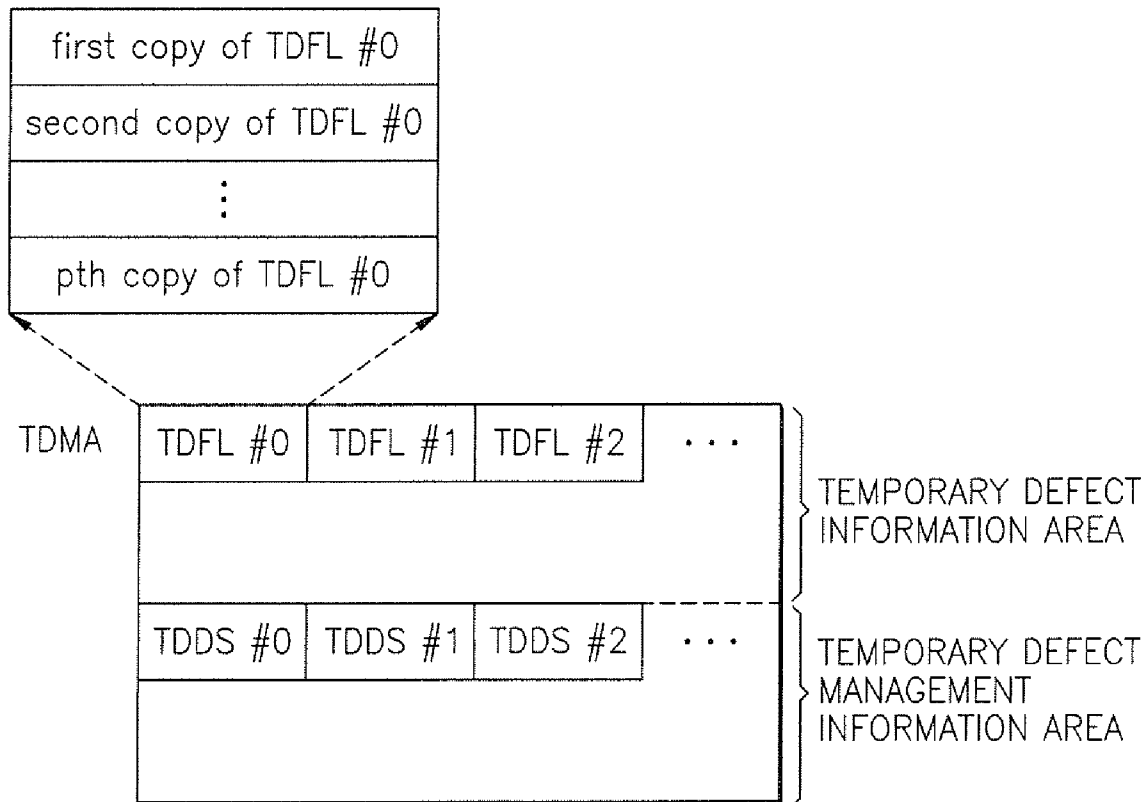 first copy of TDFL #0
second copy of TDFL #0
⋮
pth copy of TDFL #0
TDMA
TDFL #0
TDFL #1
TDFL #2
...
TEMPORARY DEFECT
INFORMATION AREA
TDDS #0
TDDS #1
TDDS #2
...
TEMPORARY DEFECT
MANAGEMENT
INFORMATION AREA